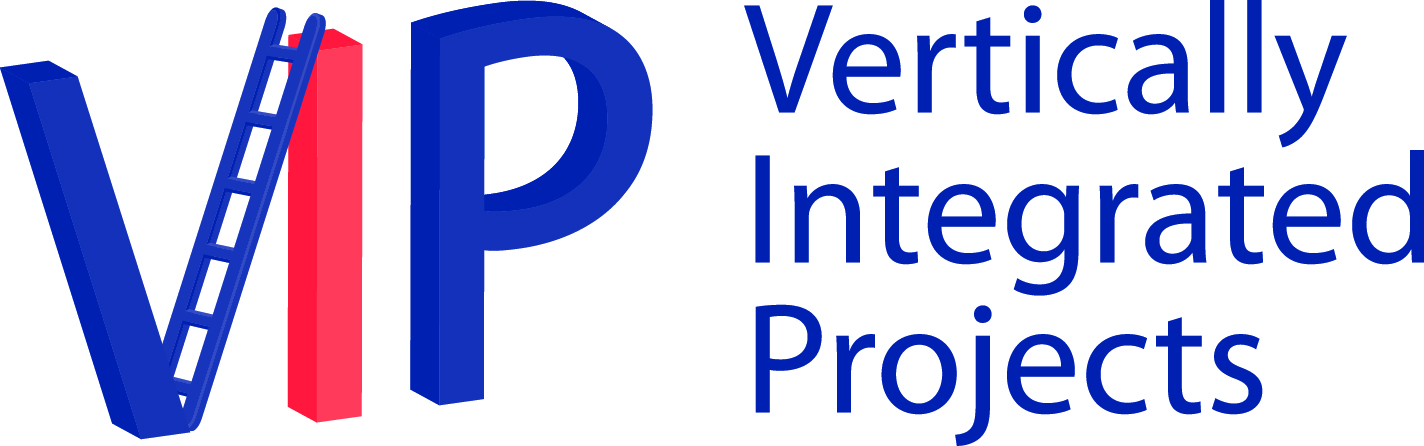 VIP
Vertically
Integrated
Projects